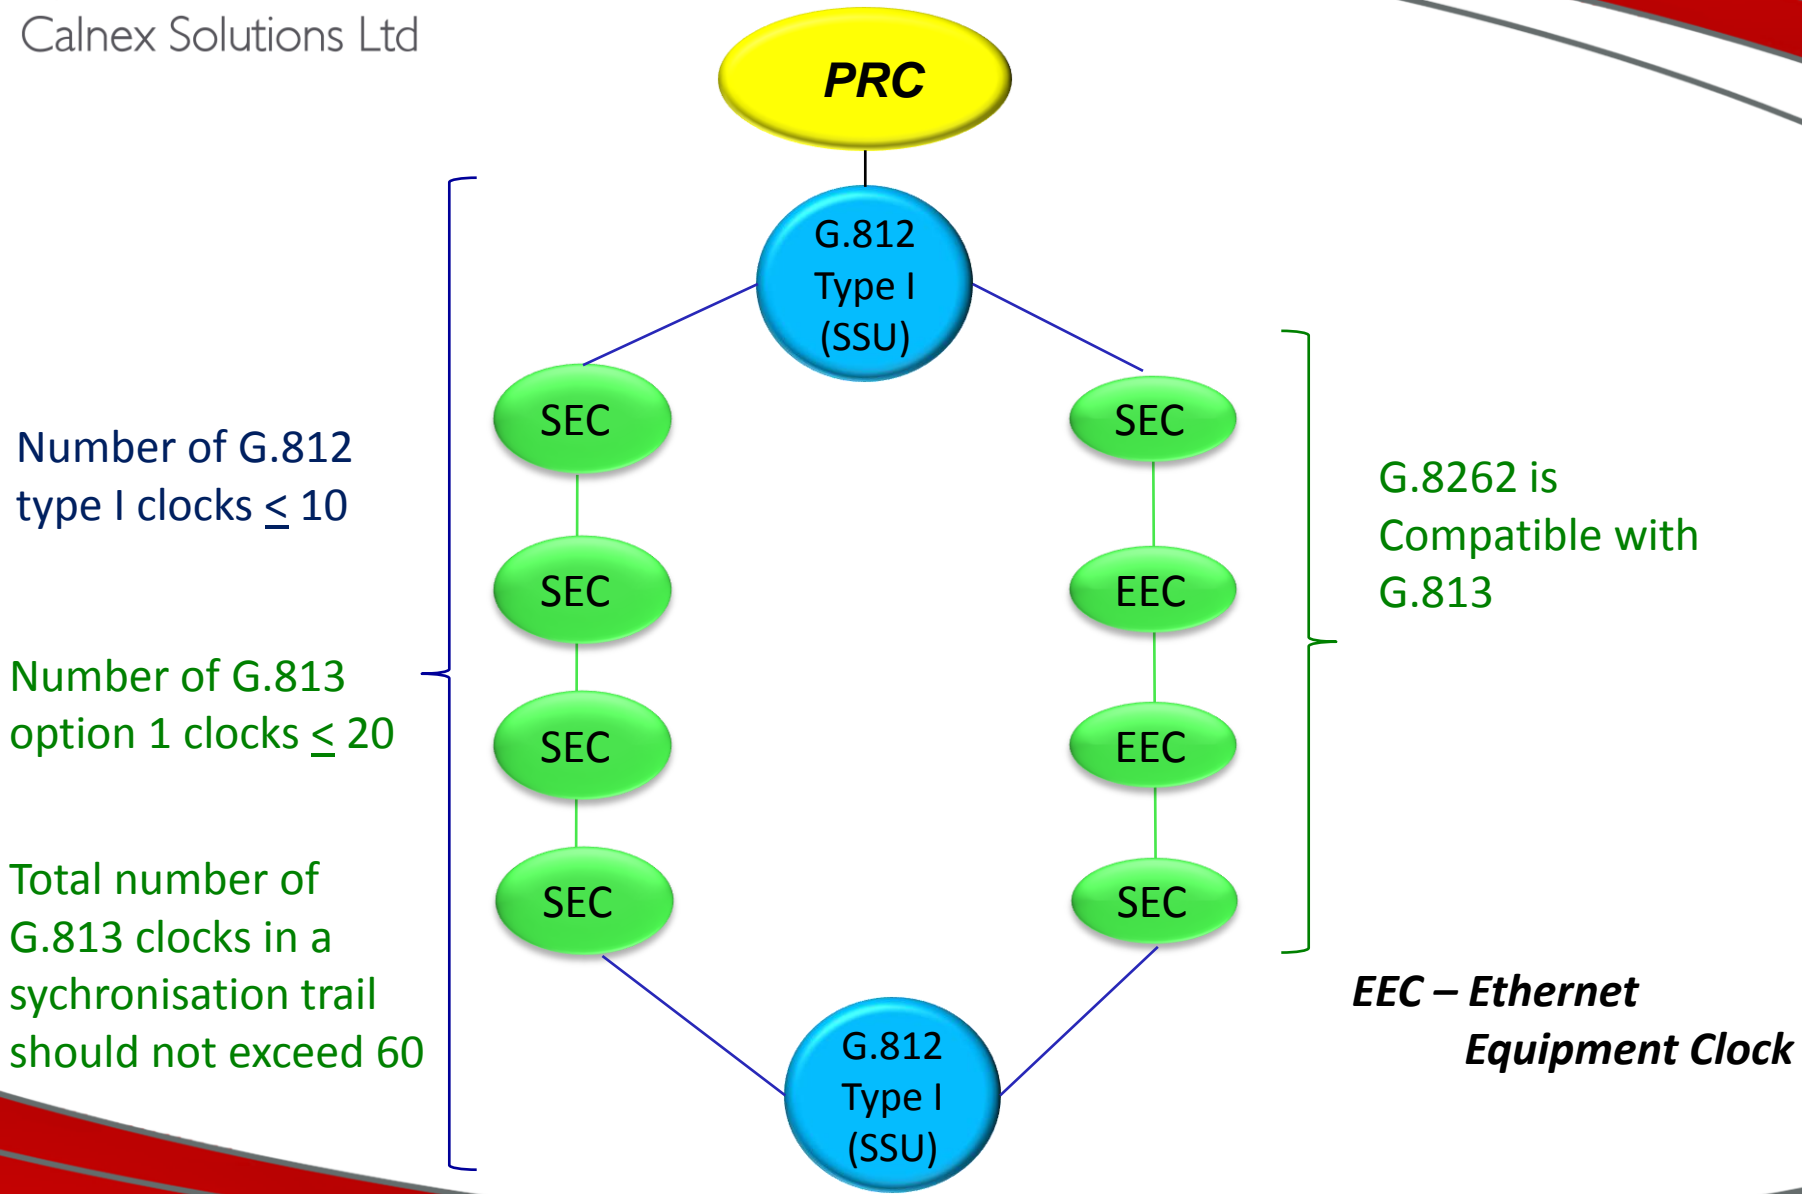 Calnex Solutions Ltd
PRC
G.812
Type I
(SSU)
SEC
SEC
SEC
SEC
SEC
EEC
EEC
SEC
G.812
Type I
(SSU)
Number of G.812
type I clocks < 10
Number of G.813
option 1 clocks < 20
Total number of
G.813 clocks in a
sychronisation trail
should not exceed 60
G.8262 is
Compatible with
G.813
EEC – Ethernet
Equipment Clock